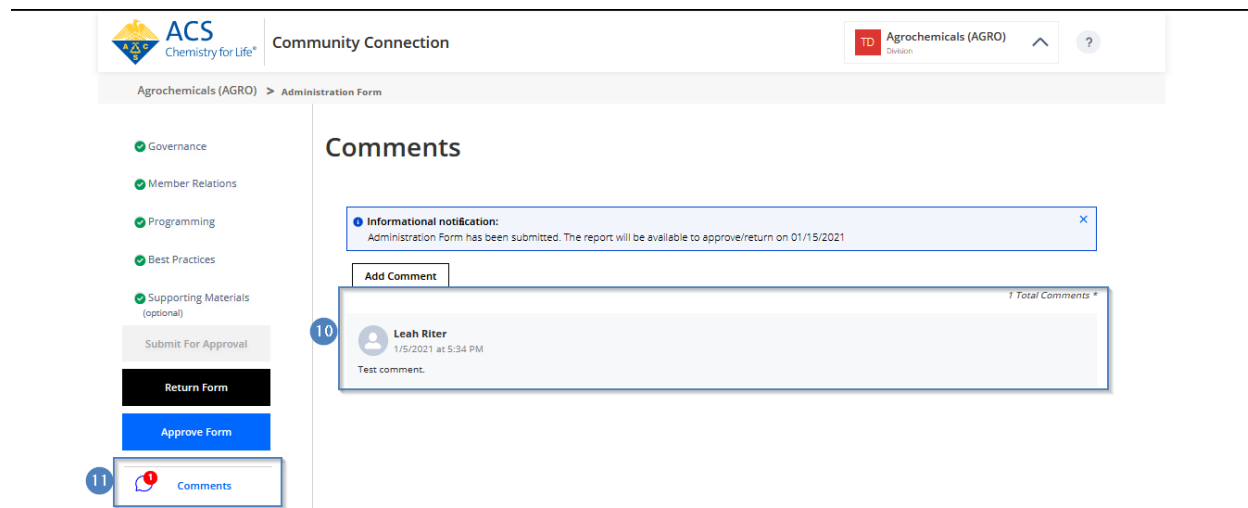 ACS
Chemistry for Life®
A C S
Community Connection
TD
Agrochemicals (AGRO)
Division
?
Agrochemicals (AGRO) > Administration Form
Governance
Member Relations
Programming
Best Practices
Supporting Materials
(optional)
Submit For Approval
Return Form
Approve Form
11
1
Comments
Comments
Informational notification:
Administration Form has been submitted. The report will be available to approve/return on 01/15/2021
Add Comment
1 Total Comments *
10
Leah Riter
1/5/2021 at 5:34 PM
Test comment.